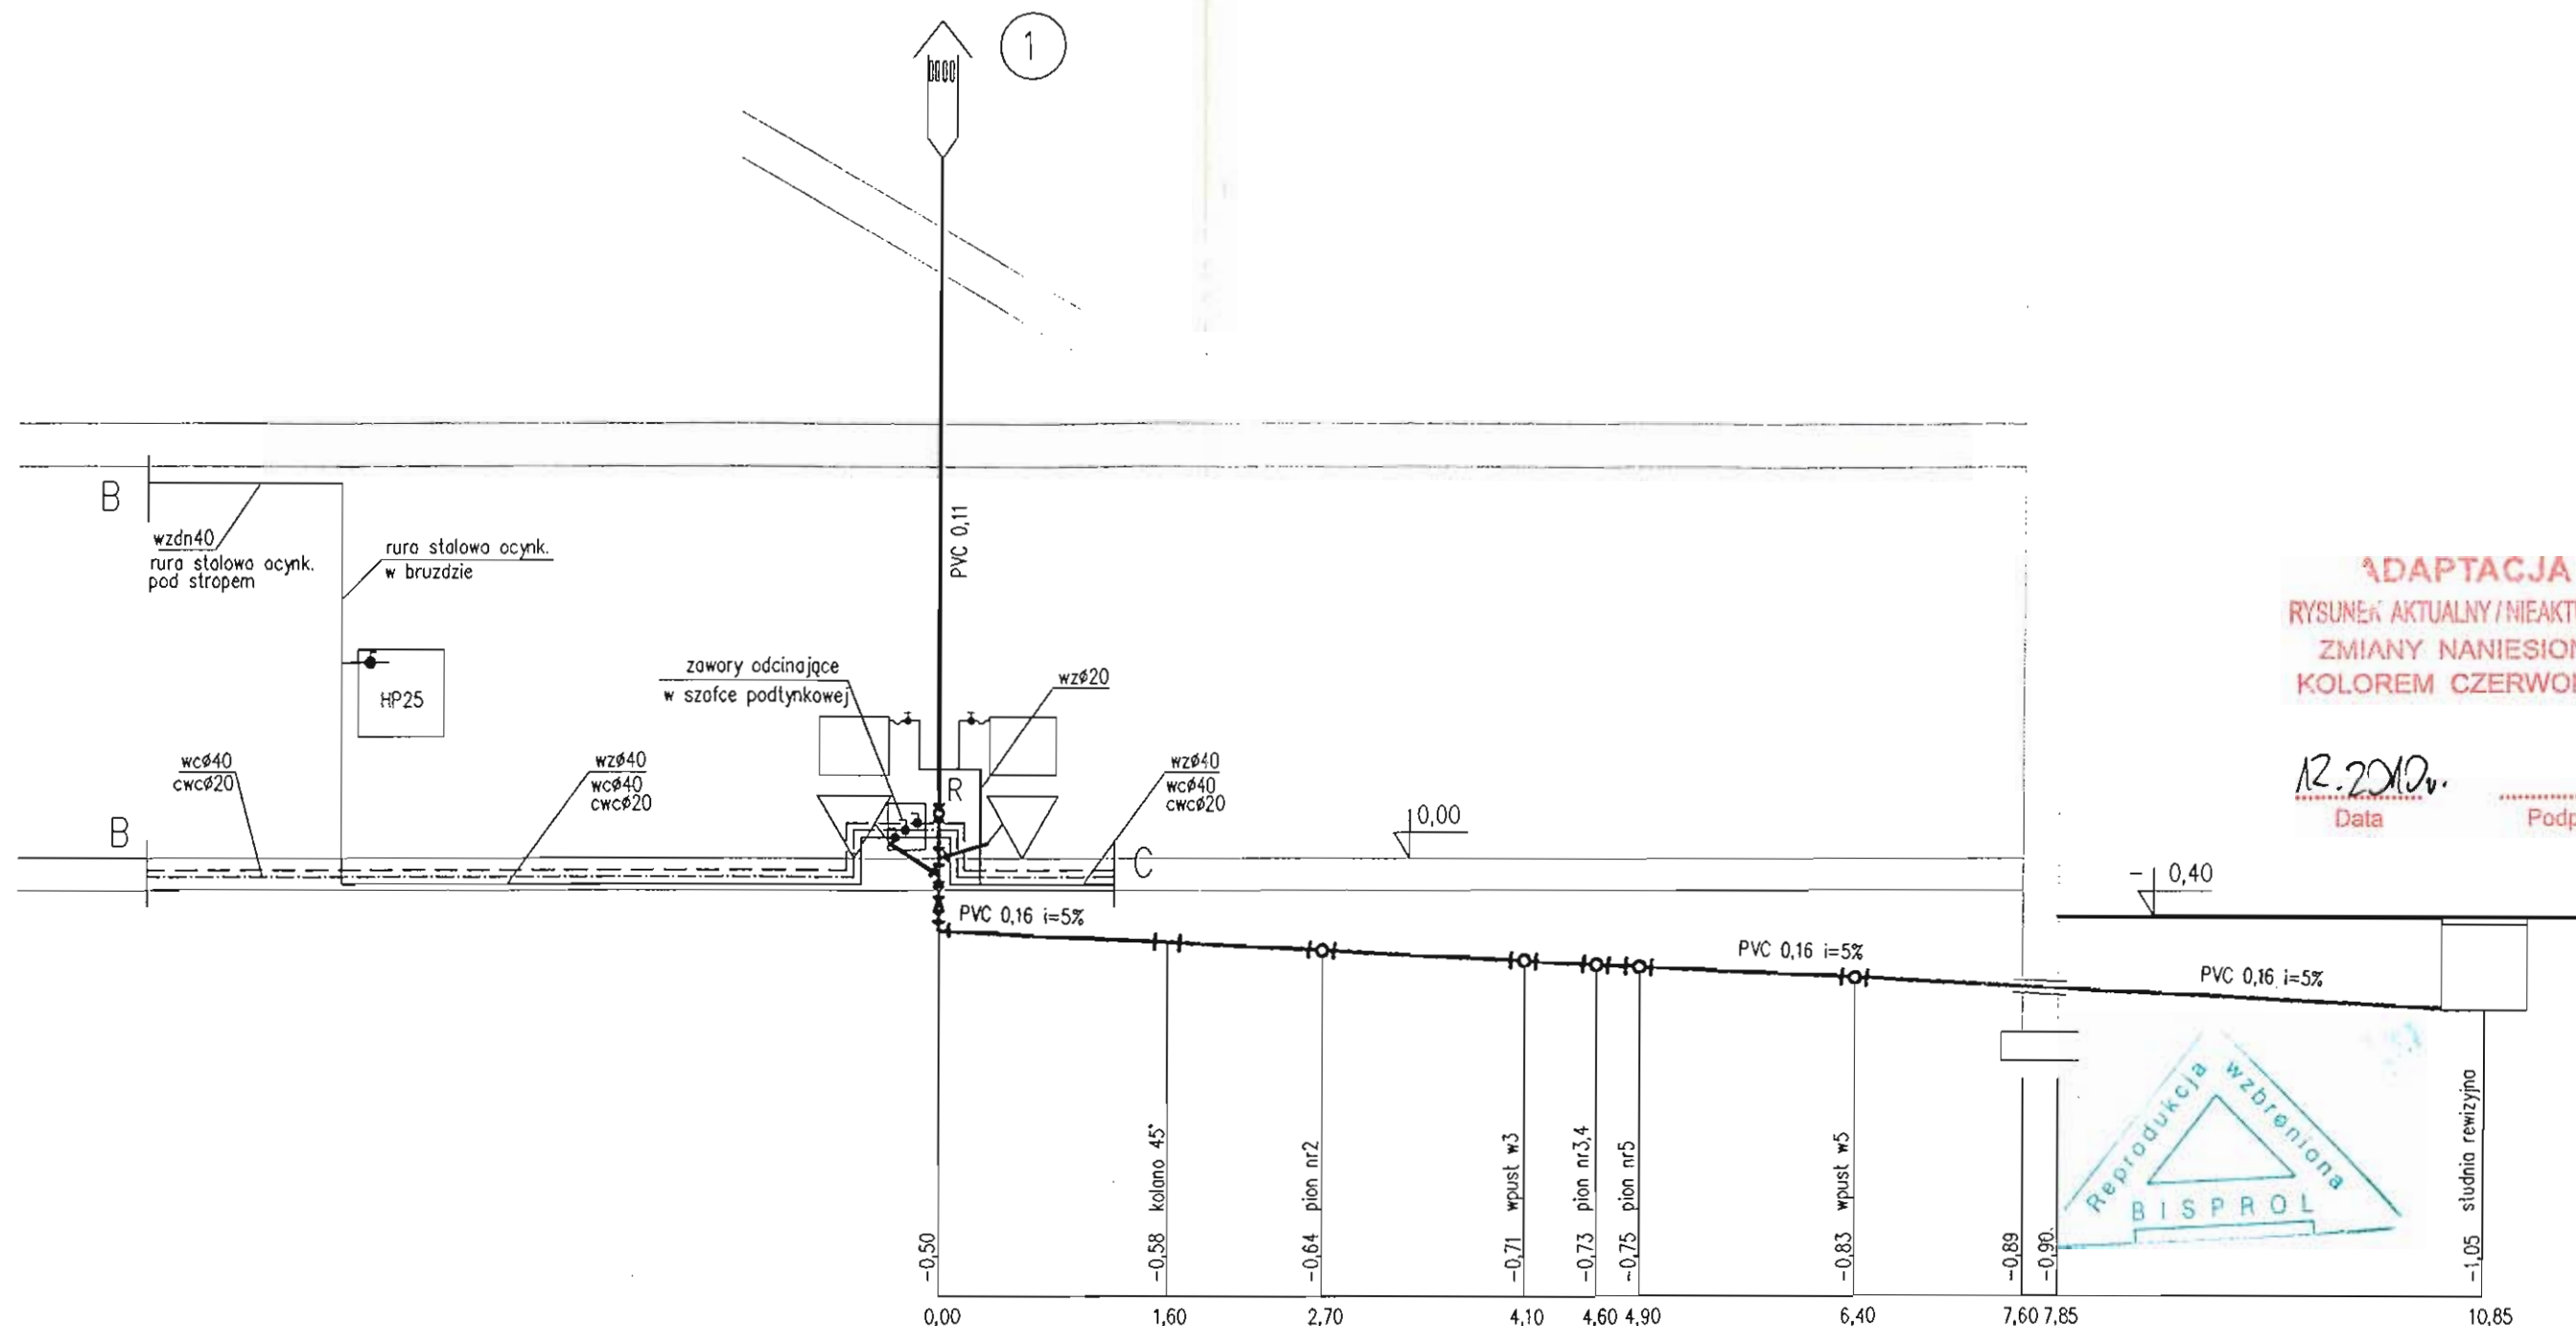 1
B
wzdn40
rura stalowa ocynk.
pod stropem
rura stalowa ocynk.
w bruzdzie
PVC 0,11
HP25
zawory odcinające
w szafce podtynkowej
wzø20
wcø40
cwcø20
wzø40
wcø40
cwcø20
R
wzø40
wcø40
cwcø20
B
C
0,00
- 0,40
PVC 0,16 i=5%
PVC 0,16 i=5%
PVC 0,16 i=5%
-0,50
-0,58 kolano 45°
-0,64 pion nr2
-0,71 wpust w3
-0,73 pion nr3,4
-0,75 pion nr5
-0,83 wpust w5
-0,89
-0,90
-1,05 studnia rewizyjna
0,00 1,60 2,70 4,10 4,60 4,90 6,40 7,60 7,85 10,85
ADAPTACJA
RYSUNEK AKTUALNY / NIEAKT
ZMIANY NANIESION
KOLOREM CZERWO
12.2010r.
Data Podp
Reprodukcja wzbroniona
BISPROL